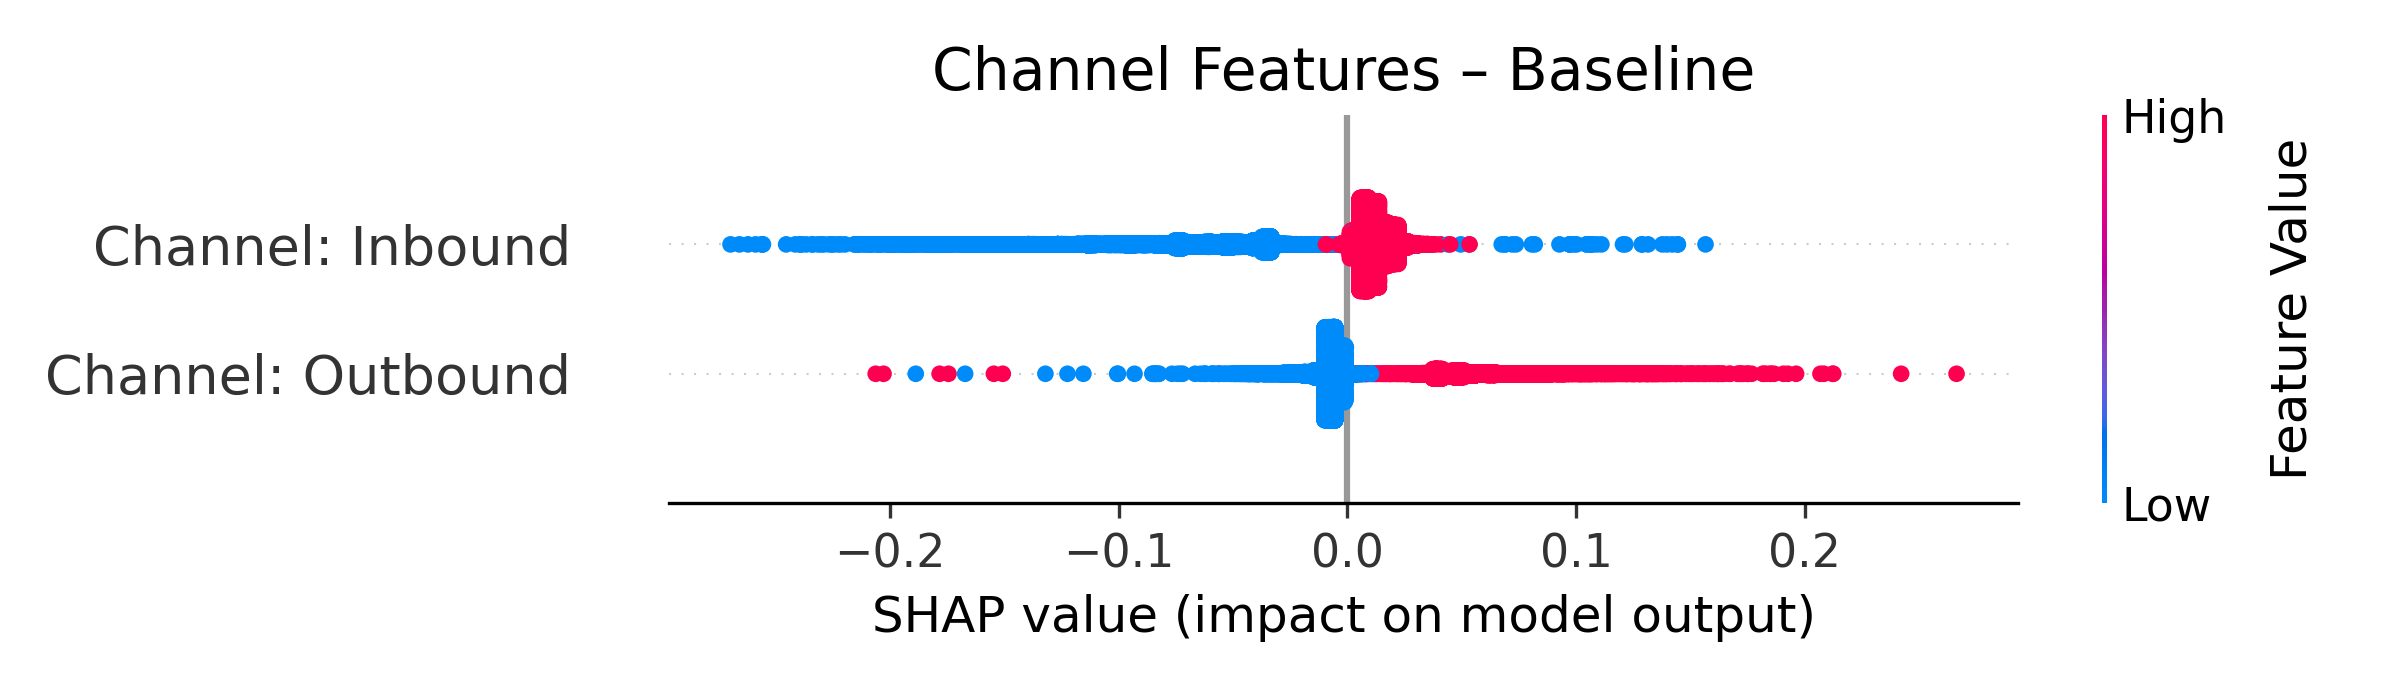 Channel Features – Baseline
High
Channel: Inbound
Channel: Outbound
Feature Value
Low
−0.2 −0.1 0.0 0.1 0.2
SHAP value (impact on model output)